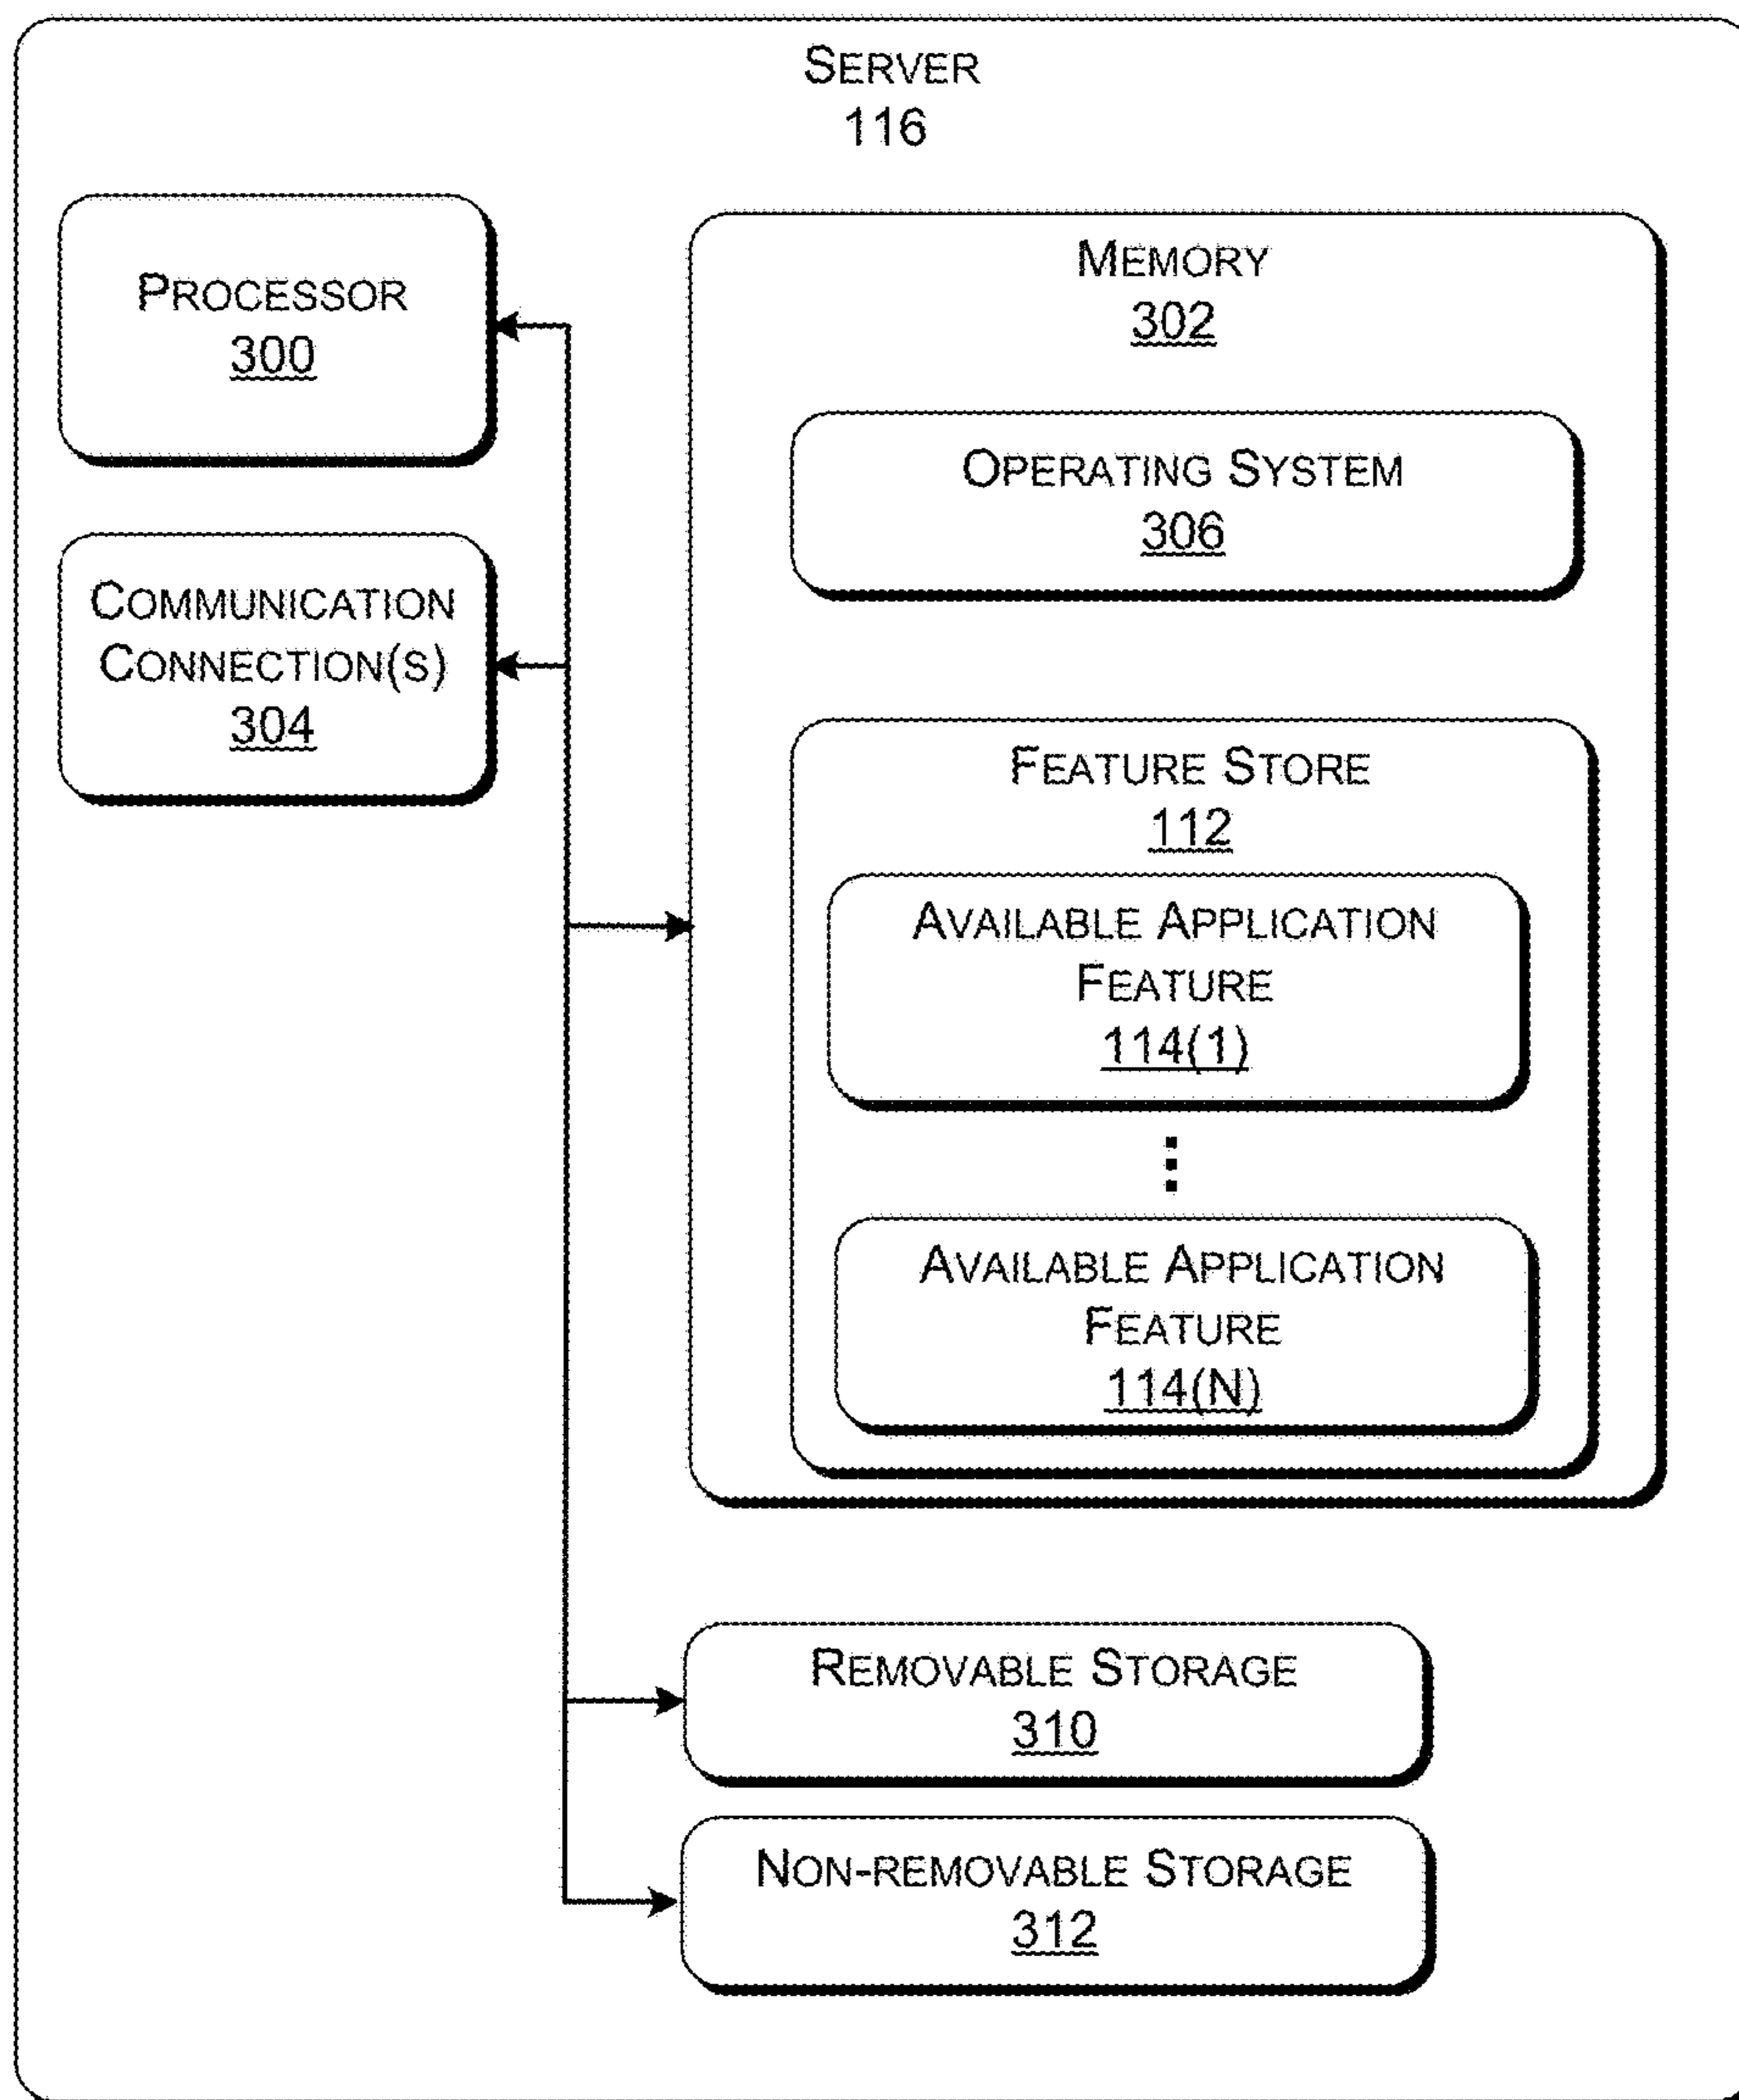 SERVER
116
PROCESSOR
300
COMMUNICATION
CONNECTION(S)
304
MEMORY
302
OPERATING SYSTEM
306
FEATURE STORE
112
AVAILABLE APPLICATION
FEATURE
114(1)
AVAILABLE APPLICATION
FEATURE
114(N)
REMOVABLE STORAGE
310
NON-REMOVABLE STORAGE
312